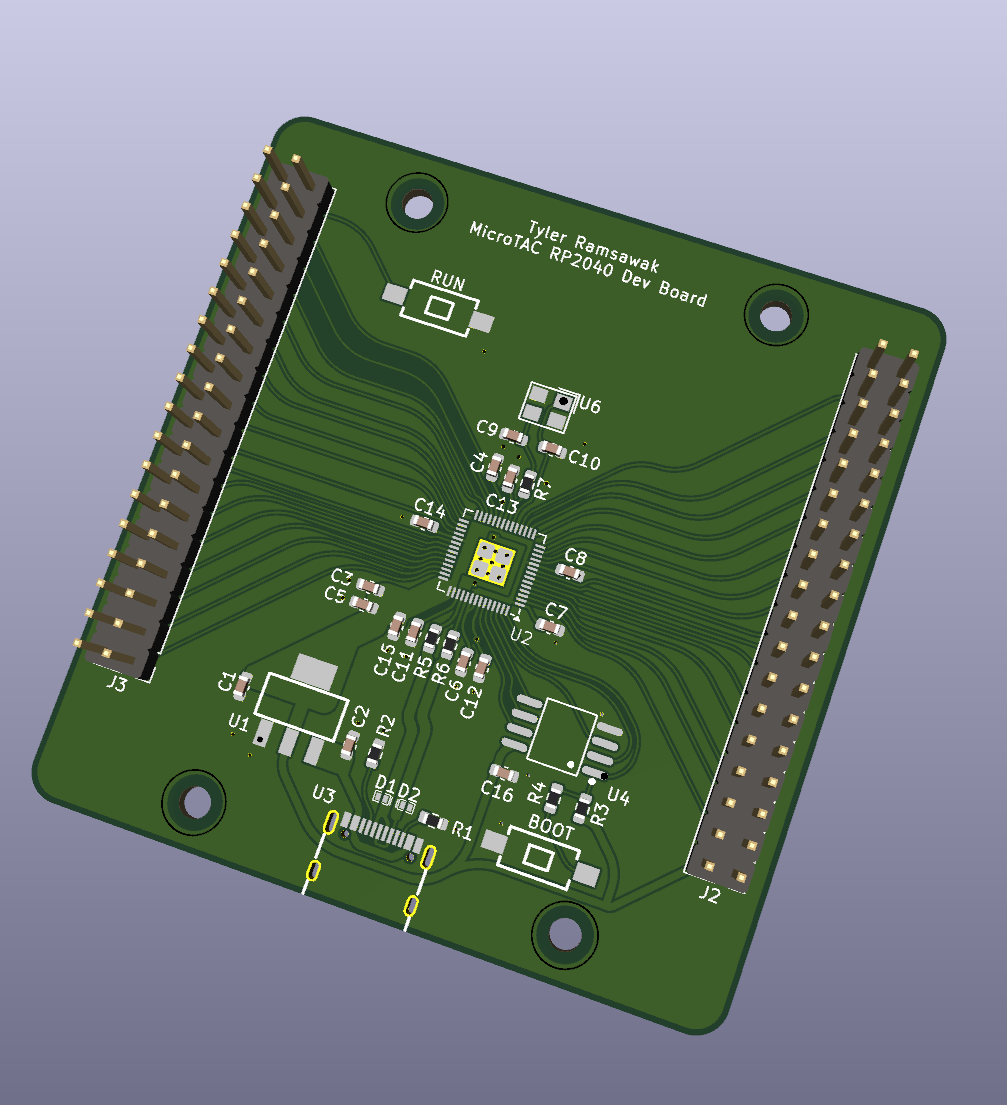 Tyler Ramsawak
MicroTAC RP2040 Dev Board
RUN
U6
C9
C10
C4
R7
C13
C14
C8
C3
C5
C7
U2
C15
C11
R5
R6
C6
C12
J3
C1
U1
C2
R2
D1
D2
U3
R1
C16
R4
R3
U4
BOOT
J2